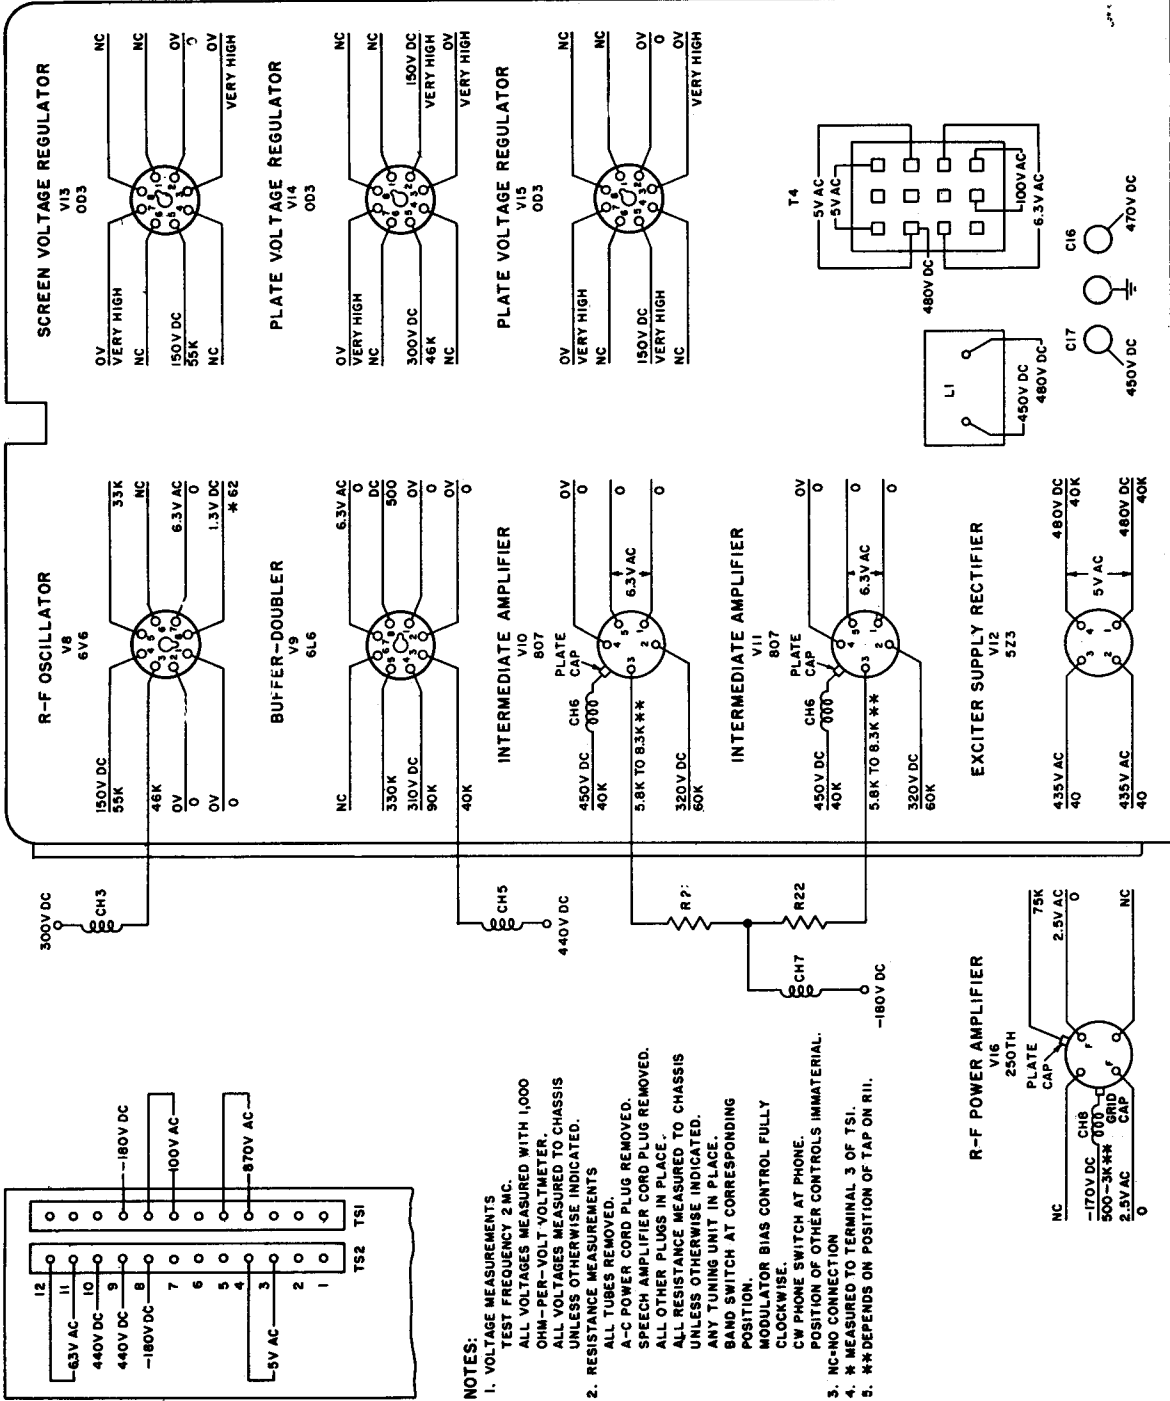 12
11
10
9
8
7
6
5
4
3
2
1
TS2
TS1
6.3V AC
440V DC
440V DC
-180V DC
5V AC
-180V DC
100V AC
870V AC
NOTES:
1. VOLTAGE MEASUREMENTS
TEST FREQUENCY 2 MC.
ALL VOLTAGES MEASURED WITH 1,000
OHM-PER-VOLT VOLTMETER.
ALL VOLTAGES MEASURED TO CHASSIS
UNLESS OTHERWISE INDICATED.
2. RESISTANCE MEASUREMENTS
ALL TUBES REMOVED.
A-C POWER CORD PLUG REMOVED.
SPEECH AMPLIFIER CORD PLUG REMOVED.
ALL OTHER PLUGS IN PLACE.
ALL RESISTANCE MEASURED TO CHASSIS
UNLESS OTHERWISE INDICATED.
ANY TUNING UNIT IN PLACE.
BAND SWITCH AT CORRESPONDING
POSITION.
MODULATOR BIAS CONTROL FULLY
CLOCKWISE.
CW PHONE SWITCH AT PHONE.
POSITION OF OTHER CONTROLS IMMATERIAL.
3. NC=NO CONNECTION
4. * MEASURED TO TERMINAL 3 OF TS1.
5. **DEPENDS ON POSITION OF TAP ON R11.
300V DC
CH3
CH5
440V DC
R22
CH7
-180V DC
R-F POWER AMPLIFIER
V16
250TH
PLATE
CAP
NC
75K
2.5V AC
0
F
F
CH8
GRID
CAP
-170V DC
500-3K**
2.5V AC
0
NC
R-F OSCILLATOR
V8
6V6
150V DC
55K
46K
0V
0
0V
0
33K
NC
6.3V AC
0
1.3V DC
*62
BUFFER-DOUBLER
V9
6L6
NC
330K
310V DC
90K
40K
6.3V AC
0
DC
500
0V
0
0V
0
INTERMEDIATE AMPLIFIER
V10
807
PLATE
CAP
CH6
450V DC
40K
5.8K TO 8.3K**
320V DC
60K
0V
0
0
6.3V AC
0
INTERMEDIATE AMPLIFIER
V11
807
PLATE
CAP
CH6
450V DC
40K
5.8K TO 8.3K**
320V DC
60K
0V
0
0
6.3V AC
0
EXCITER SUPPLY RECTIFIER
V12
5Z3
435V AC
40
435V AC
40
480V DC
40K
5V AC
480V DC
40K
SCREEN VOLTAGE REGULATOR
V13
OD3
0V
VERY HIGH
NC
150V DC
55K
NC
NC
NC
0V
0
0V
VERY HIGH
PLATE VOLTAGE REGULATOR
V14
OD3
0V
VERY HIGH
NC
300V DC
46K
NC
NC
NC
150V DC
VERY HIGH
0V
VERY HIGH
PLATE VOLTAGE REGULATOR
V15
OD3
0V
VERY HIGH
NC
150V DC
VERY HIGH
NC
NC
NC
0V
0
0V
VERY HIGH
T4
5V AC
5V AC
480V DC
100V AC
6.3V AC
L1
450V DC
480V DC
C17
450V DC
C16
470V DC